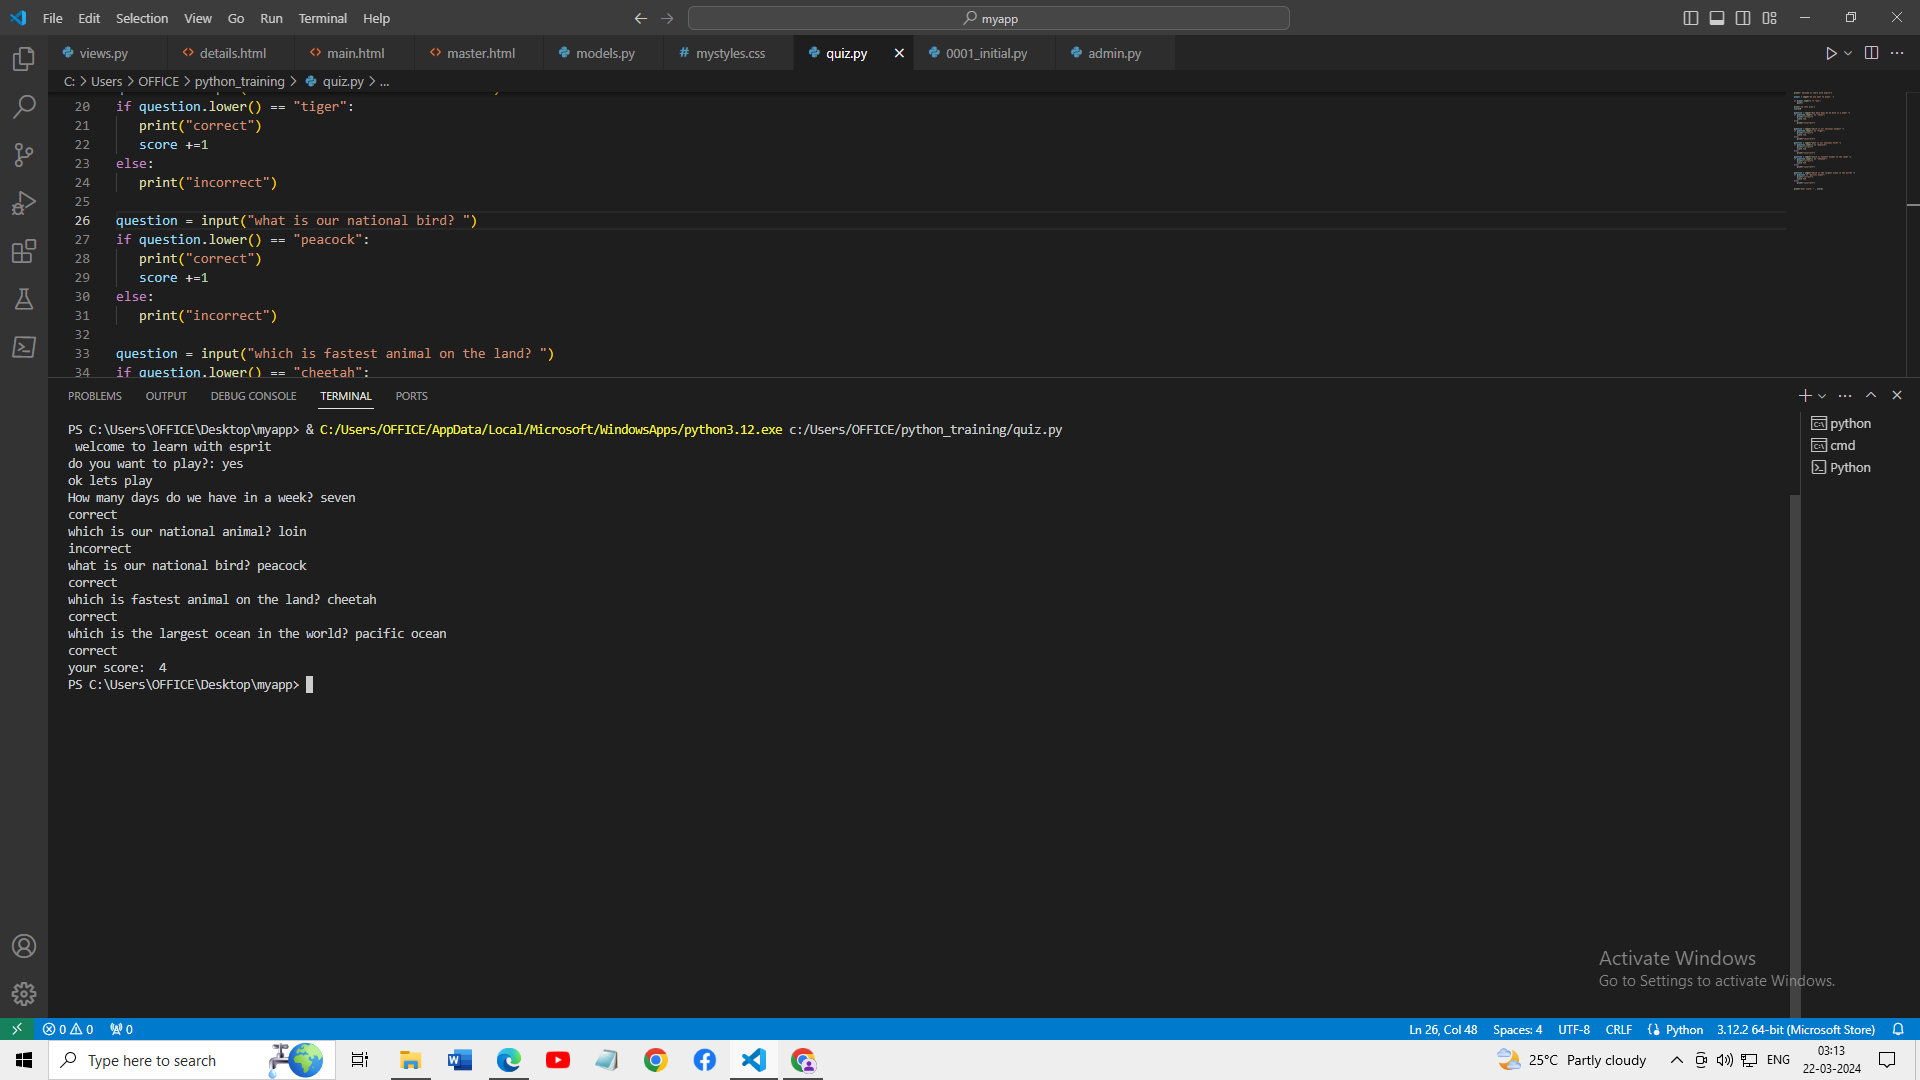 File Edit Selection View Go Run Terminal Help
myapp
views.py details.html main.html master.html models.py # mystyles.css quiz.py 0001_initial.py admin.py
C: > Users > OFFICE > python_training > quiz.py > ...
20 if question.lower() == "tiger":
21 print("correct")
22 score +=1
23 else:
24 print("incorrect")
25
26 question = input("what is our national bird? ")
27 if question.lower() == "peacock":
28 print("correct")
29 score +=1
30 else:
31 print("incorrect")
32
33 question = input("which is fastest animal on the land? ")
34 if question.lower() == "cheetah":
PROBLEMS OUTPUT DEBUG CONSOLE TERMINAL PORTS
PS C:\Users\OFFICE\Desktop\myapp> & C:/Users/OFFICE/AppData/Local/Microsoft/WindowsApps/python3.12.exe c:/Users/OFFICE/python_training/quiz.py
welcome to learn with esprit
do you want to play?: yes
ok lets play
How many days do we have in a week? seven
correct
which is our national animal? loin
incorrect
what is our national bird? peacock
correct
which is fastest animal on the land? cheetah
correct
which is the largest ocean in the world? pacific ocean
correct
your score:  4
PS C:\Users\OFFICE\Desktop\myapp>
python
cmd
Python
Activate Windows
Go to Settings to activate Windows.
0 0 0 Ln 26, Col 48 Spaces: 4 UTF-8 CRLF Python 3.12.2 64-bit (Microsoft Store)
Type here to search
25°C Partly cloudy ENG
03:13
22-03-2024